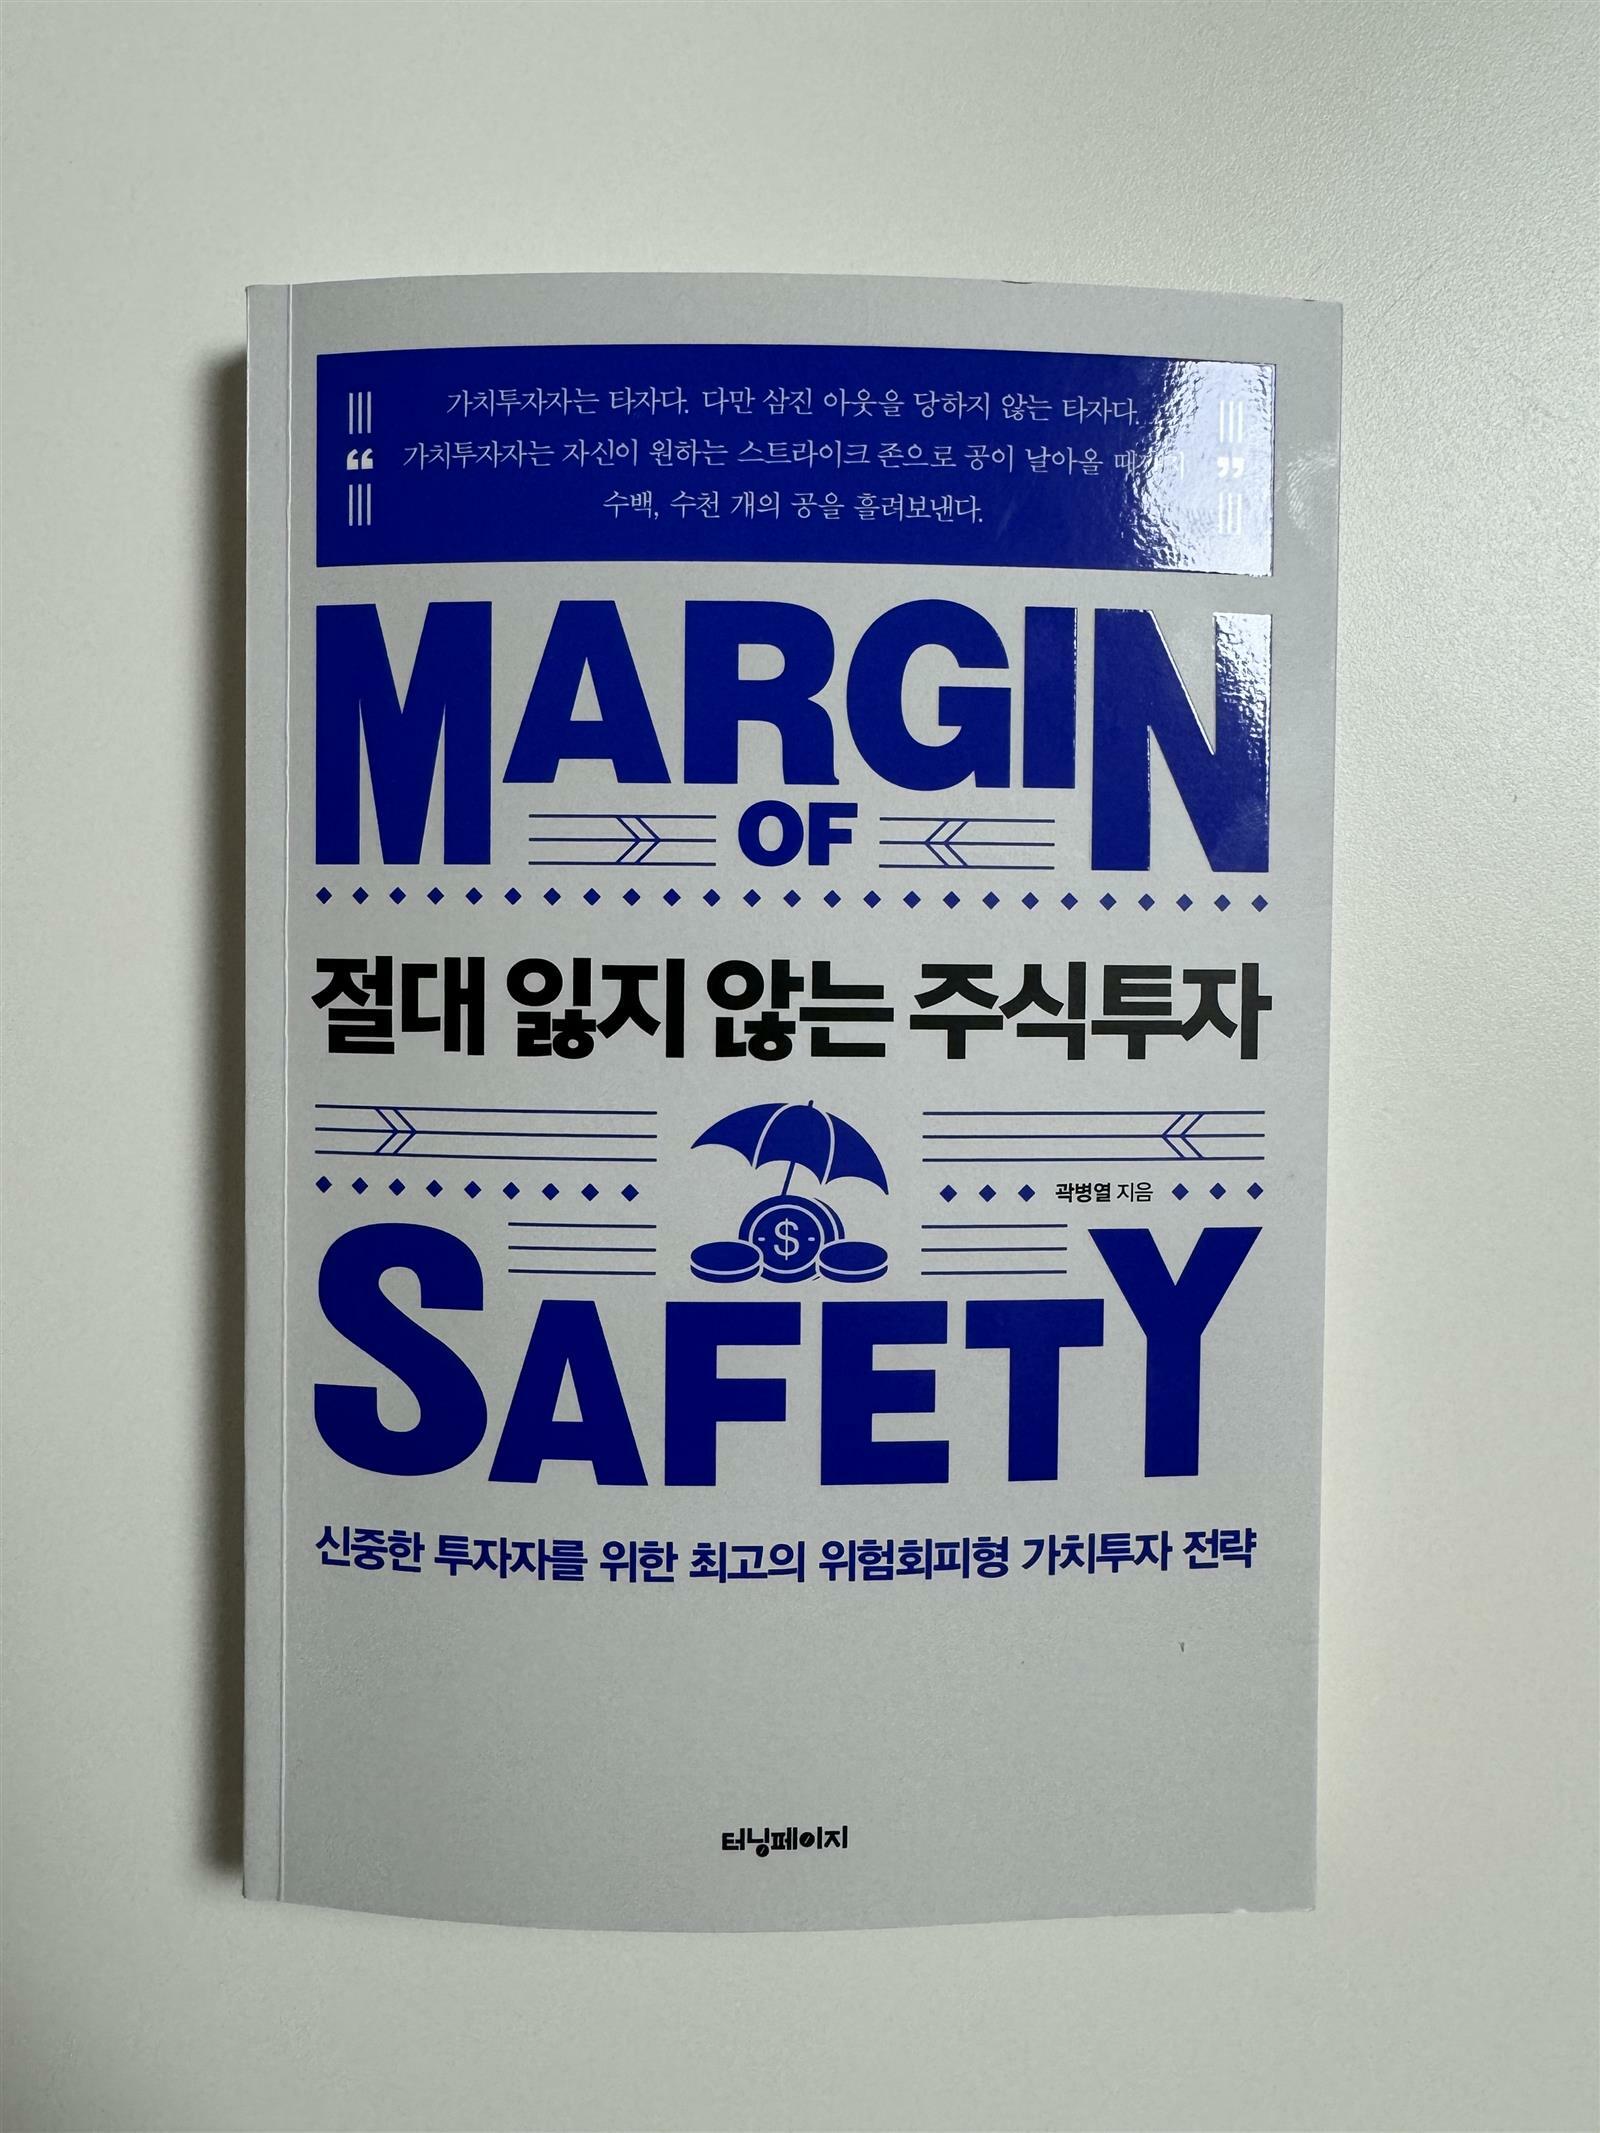 가치투자자는 타자다. 다만 삼진 아웃을 당하지 않는 타자다.
가치투자자는 자신이 원하는 스트라이크 존으로 공이 날아올 때까지
수백, 수천 개의 공을 흘려보낸다.
MARGIN
OF
절대 잃지 않는 주식투자
곽병열 지음
$
SAFETY
신중한 투자자를 위한 최고의 위험회피형 가치투자 전략
터닝페이지